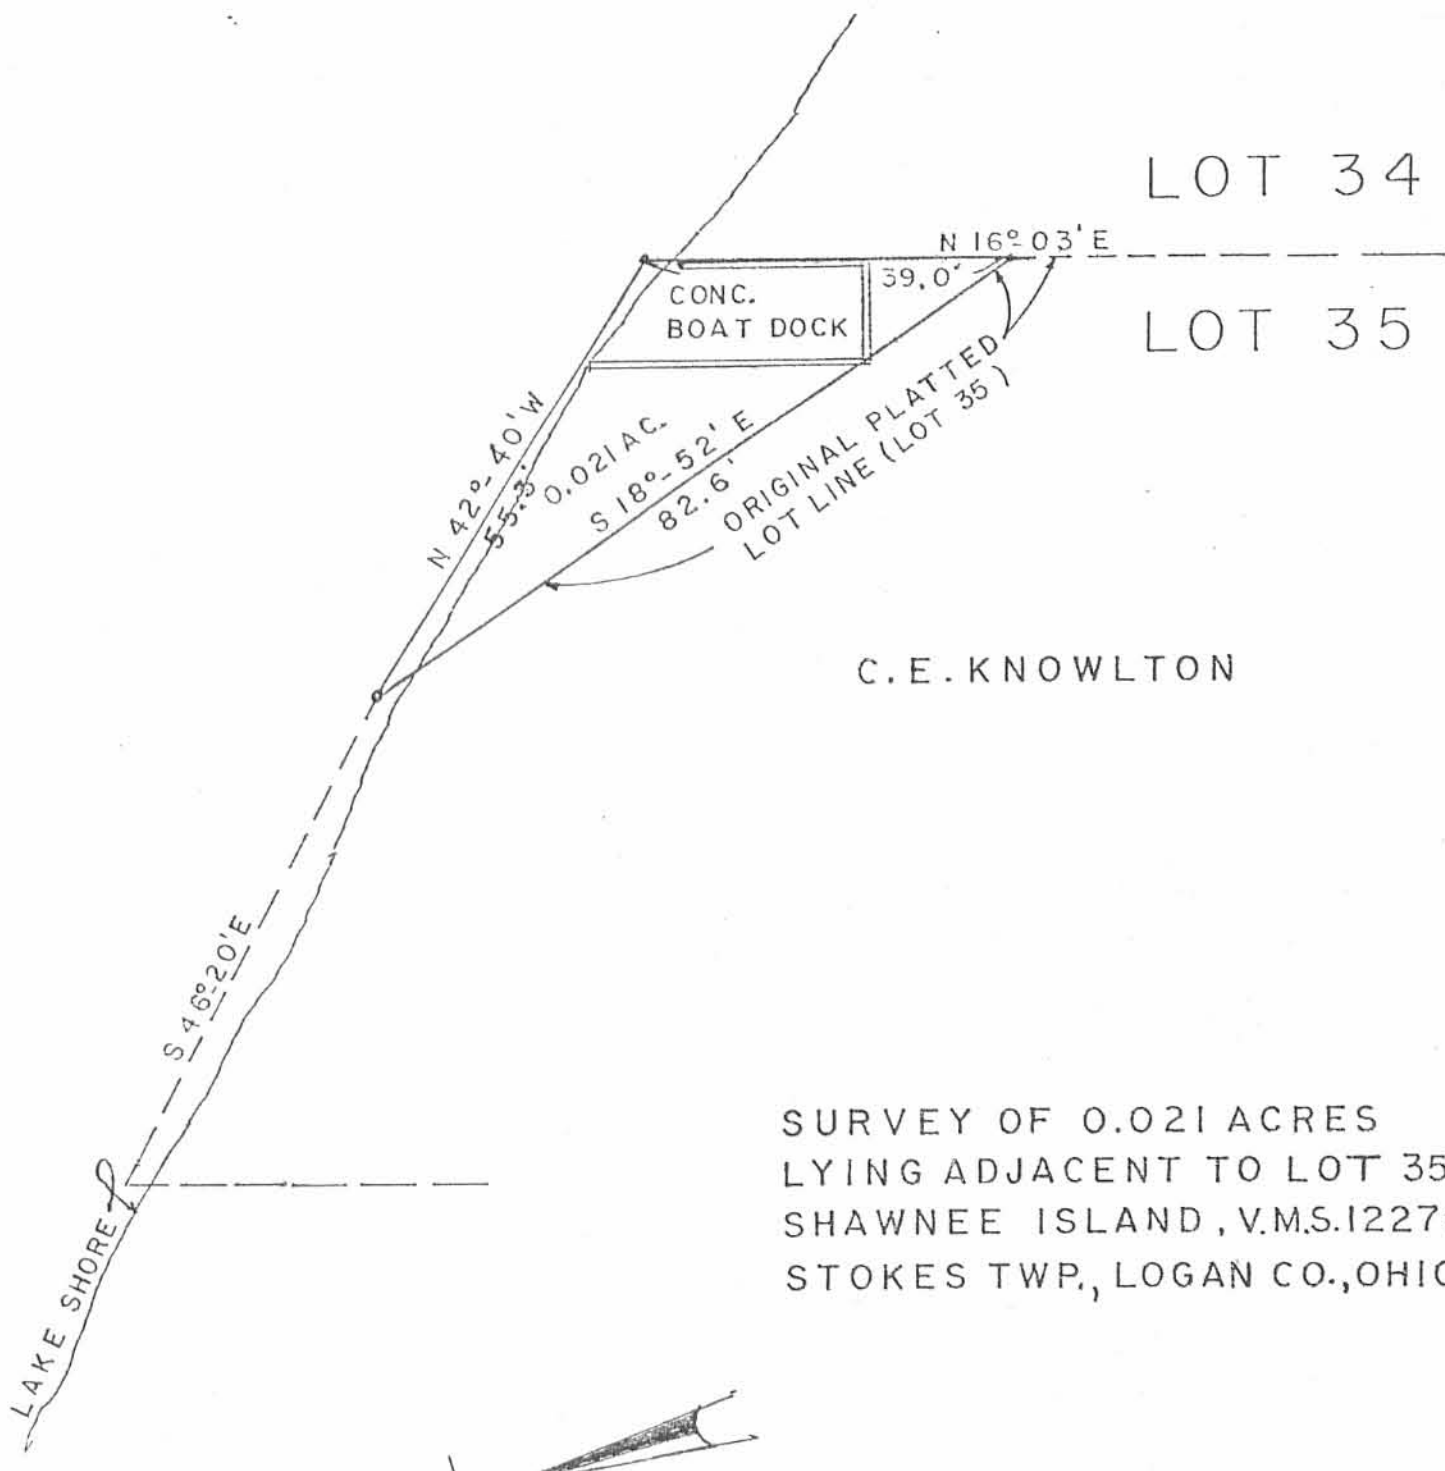 LOT 34
N 16°-03'E
39.0'
CONC.
BOAT DOCK
LOT 35
N 42°-40'W
55.3'
0.021 AC.
S 18°-52' E
82.6'
ORIGINAL PLATTED
LOT LINE (LOT 35)
C.E. KNOWLTON
S 46°-20'E
LAKE SHORE
SURVEY OF 0.021 ACRES
LYING ADJACENT TO LOT 35
SHAWNEE ISLAND, V.M.S. 1227
STOKES TWP., LOGAN CO., OHIO